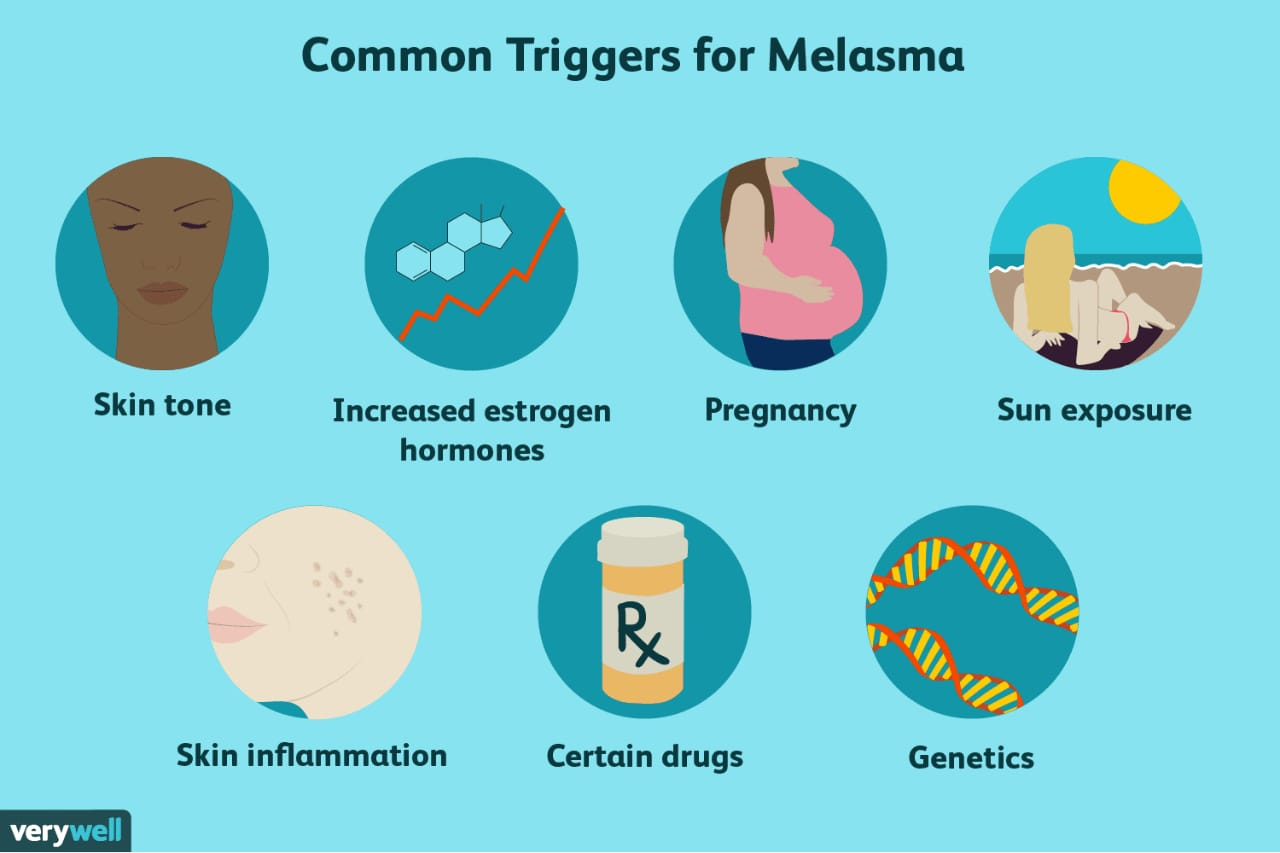 Common Triggers for Melasma
Skin tone
Increased estrogen
hormones
Pregnancy
Sun exposure
Rx
Skin inflammation
Certain drugs
Genetics
verywell